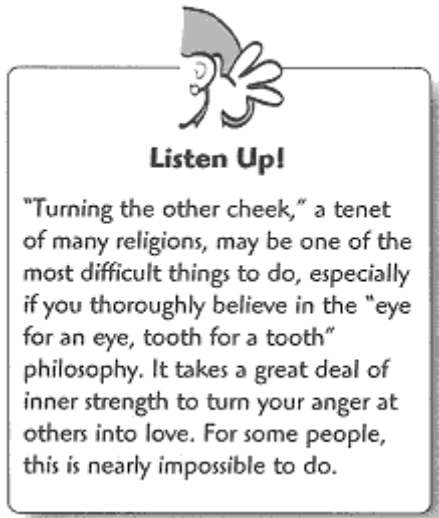 Listen Up!
"Turning the other cheek," a tenet
of many religions, may be one of the
most difficult things to do, especially
if you thoroughly believe in the "eye
for an eye, tooth for a tooth"
philosophy. It takes a great deal of
inner strength to turn your anger at
others into love. For some people,
this is nearly impossible to do.